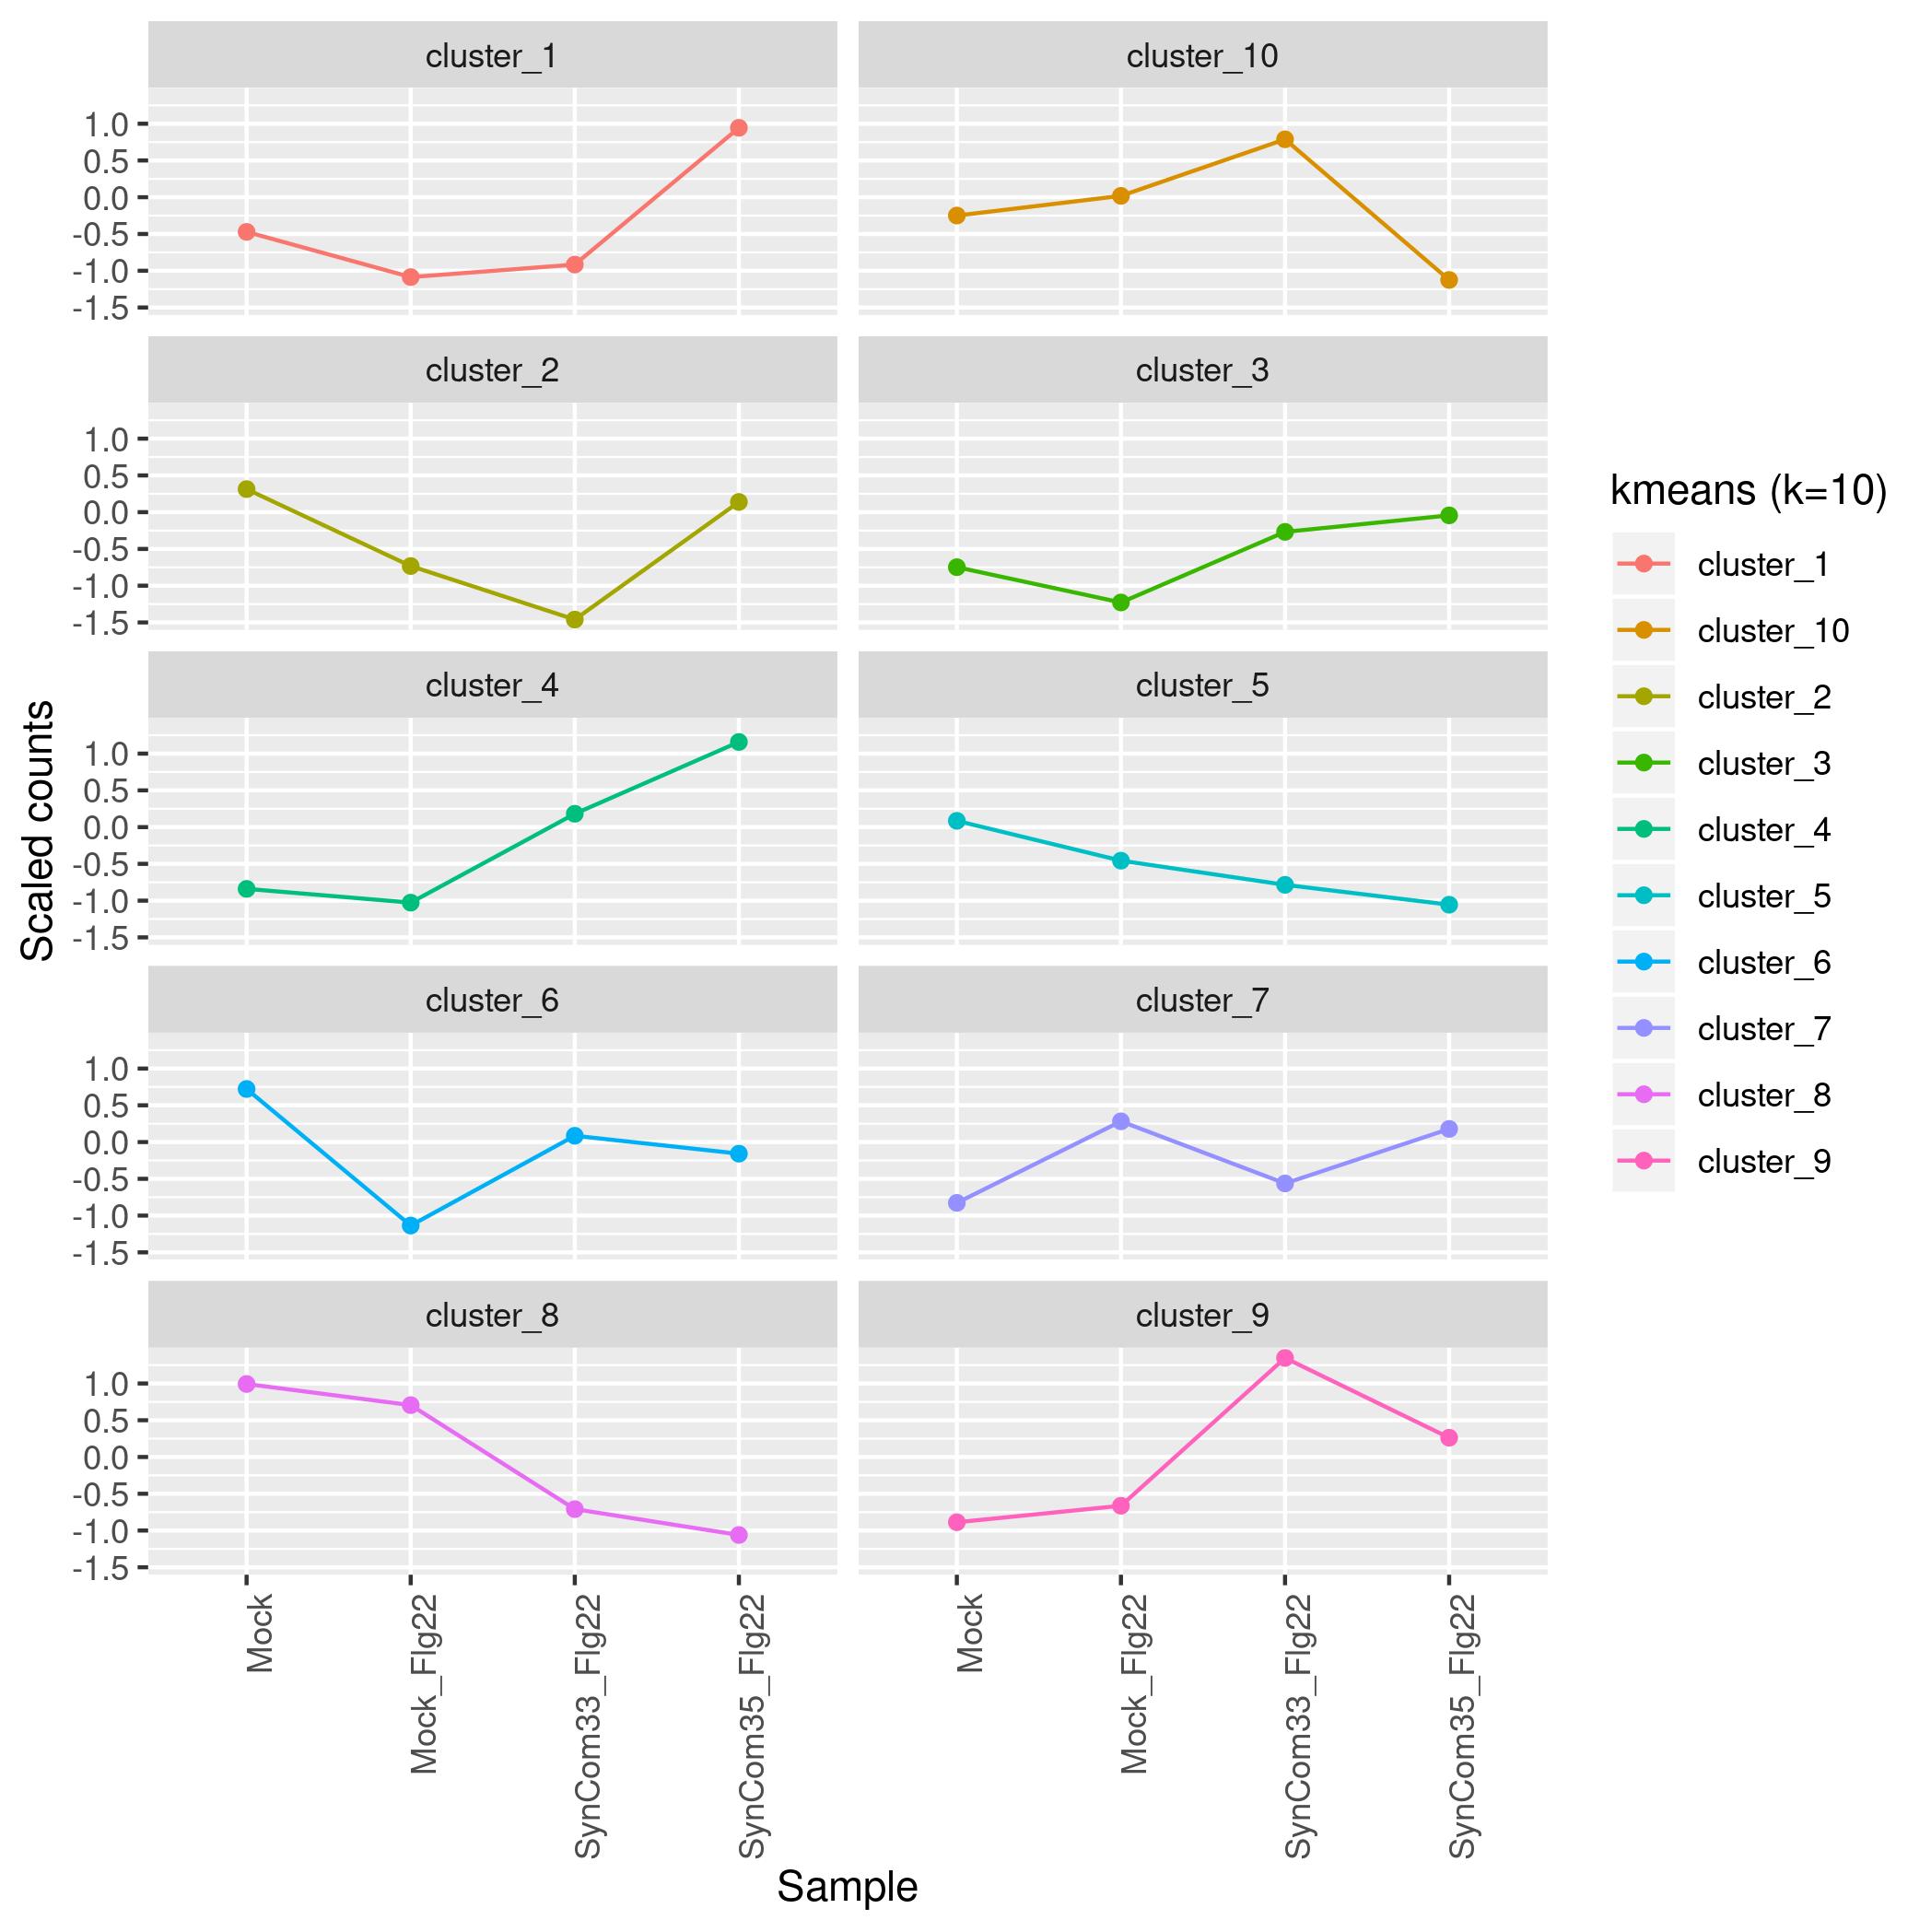 cluster_1
cluster_10
1.0
0.5
0.0
-0.5
-1.0
-1.5
cluster_2
cluster_3
1.0
0.5
0.0
-0.5
-1.0
-1.5
cluster_4
cluster_5
1.0
0.5
0.0
-0.5
-1.0
-1.5
cluster_6
cluster_7
1.0
0.5
0.0
-0.5
-1.0
-1.5
cluster_8
cluster_9
1.0
0.5
0.0
-0.5
-1.0
-1.5
Mock
Mock_Flg22
SynCom33_Flg22
SynCom35_Flg22
Mock
Mock_Flg22
SynCom33_Flg22
SynCom35_Flg22
Sample
Scaled counts
kmeans (k=10)
cluster_1
cluster_10
cluster_2
cluster_3
cluster_4
cluster_5
cluster_6
cluster_7
cluster_8
cluster_9